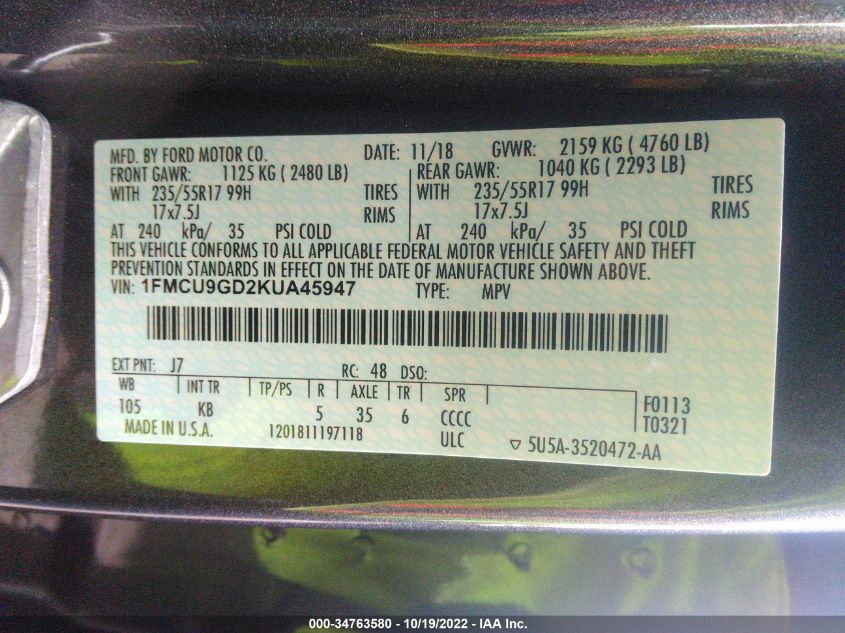 MFD. BY FORD MOTOR CO. DATE: 11/18 GVWR: 2159 KG ( 4760 LB)
FRONT GAWR: 1125 KG ( 2480 LB) REAR GAWR: 1040 KG ( 2293 LB)
WITH 235/55R17 99H TIRES WITH 235/55R17 99H TIRES
17x7.5J RIMS 17x7.5J RIMS
AT 240 kPa/ 35 PSI COLD AT 240 kPa/ 35 PSI COLD
THIS VEHICLE CONFORMS TO ALL APPLICABLE FEDERAL MOTOR VEHICLE SAFETY AND THEFT
PREVENTION STANDARDS IN EFFECT ON THE DATE OF MANUFACTURE SHOWN ABOVE.
VIN: 1FMCU9GD2KUA45947 TYPE: MPV
EXT PNT: J7 RC: 48 DSO:
WB INT TR TP/PS R AXLE TR SPR
105 KB 5 35 6 CCCC F0113
MADE IN U.S.A. 1201811197118 ULC T0321
▽ 5U5A-3520472-AA
000-34763580 - 10/19/2022 - IAA Inc.